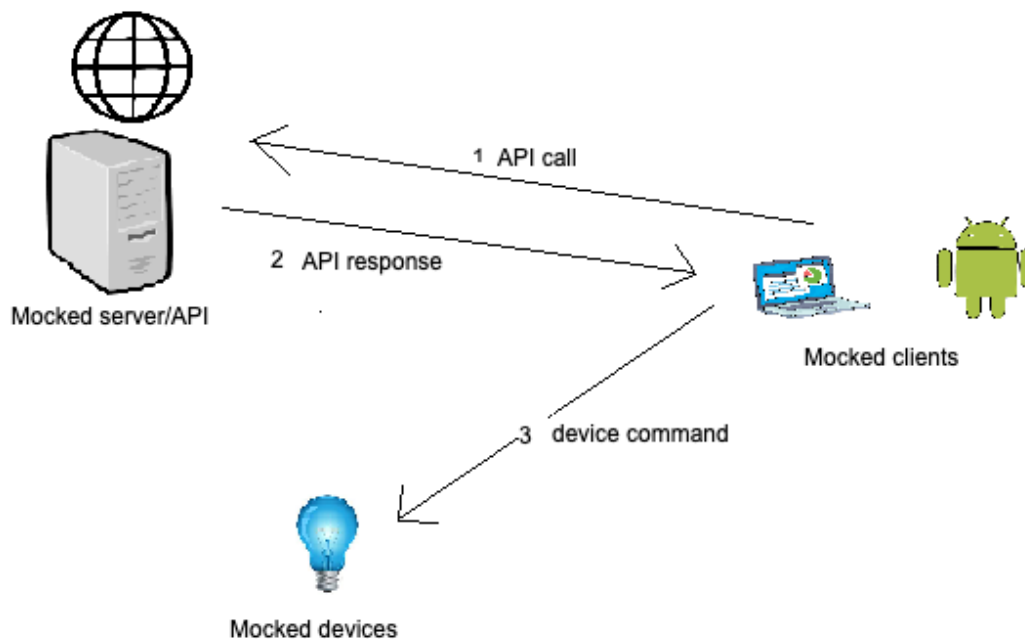 1 API call
2 API response
Mocked server/API
Mocked clients
3 device command
Mocked devices